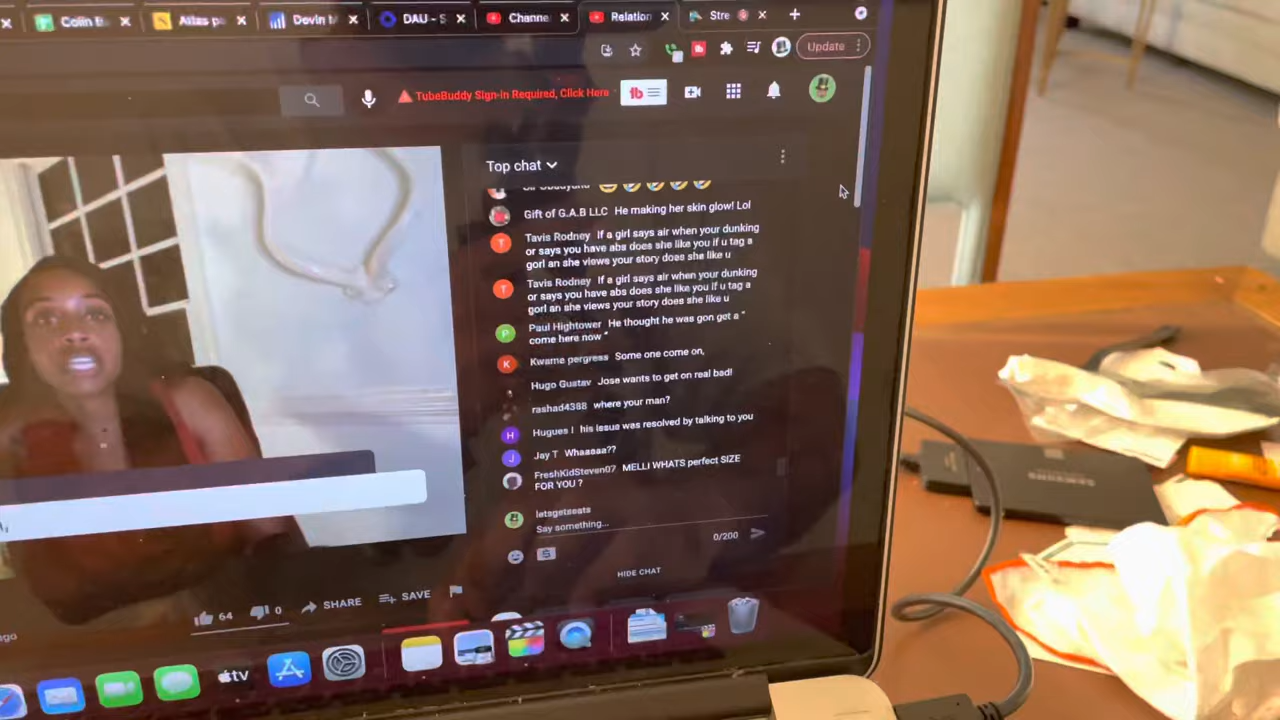 Colin B
Atlas p
Devin t
DAU - S
Channe
Relation
Stre
Update
TubeBuddy Sign-in Required, Click Here
tb
Top chat
Gift of G.A.B LLC He making her skin glow! Lol
Tavis Rodney If a girl says air when your dunking
or says you have abs does she like you if u tag a
gorl an she views your story does she like u
Tavis Rodney If a girl says air when your dunking
or says you have abs does she like you if u tag a
gorl an she views your story does she like u
Paul Hightower He thought he was gon get a "
come here now "
Kwame pergress Some one come on,
Hugo Gustav Jose wants to get on real bad!
rashad4388 where your man?
Hugues I his issue was resolved by talking to you
Jay T Whaaaaa??
FreshKidSteven07 MELLI WHATS perfect SIZE
FOR YOU ?
letsgetseats
Say something...
0/200
HIDE CHAT
64
0
SHARE
SAVE
tv
SAMSUNG